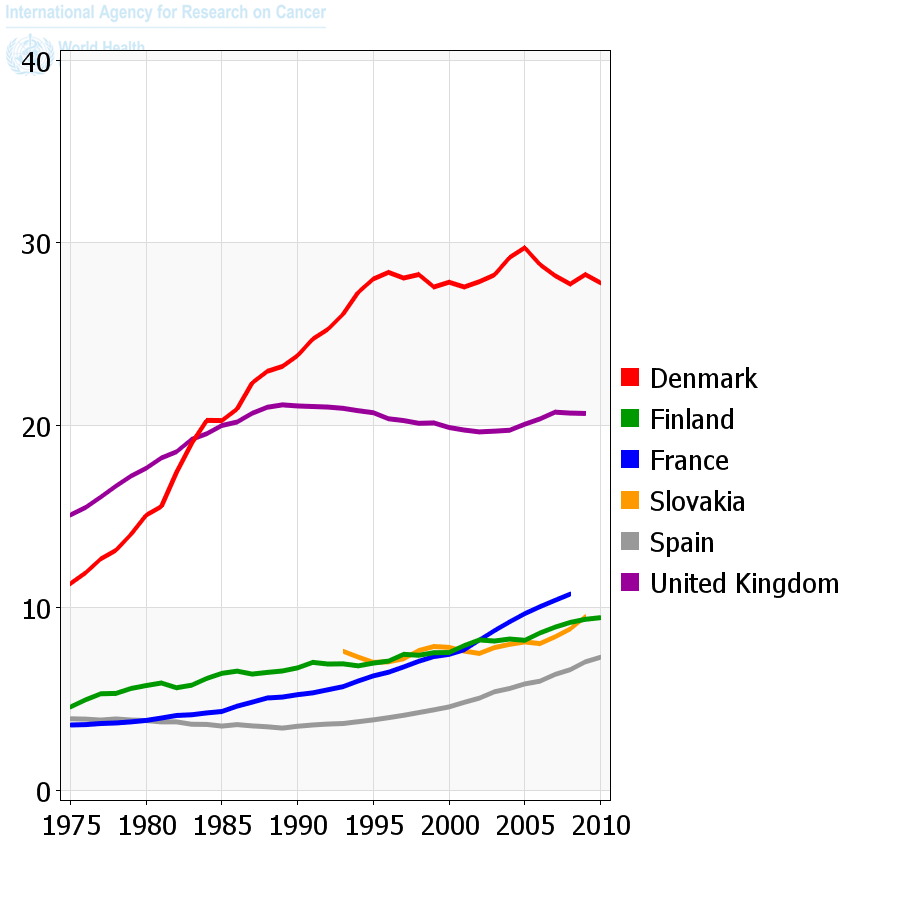 International Agency for Research on Cancer
World Health
40
30
20
10
0
1975 1980 1985 1990 1995 2000 2005 2010
Denmark
Finland
France
Slovakia
Spain
United Kingdom